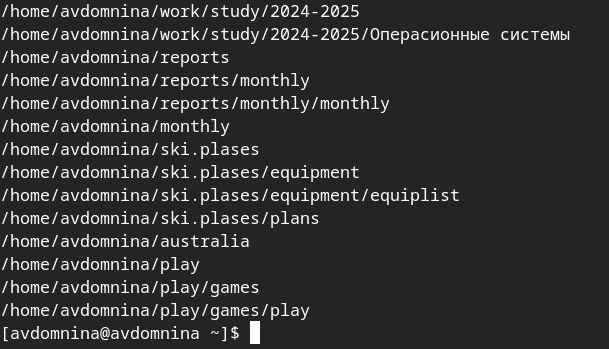 /home/avdomnina/work/study/2024-2025
/home/avdomnina/work/study/2024-2025/Операсионные системы
/home/avdomnina/reports
/home/avdomnina/reports/monthly
/home/avdomnina/reports/monthly/monthly
/home/avdomnina/monthly
/home/avdomnina/ski.plases
/home/avdomnina/ski.plases/equipment
/home/avdomnina/ski.plases/equipment/equiplist
/home/avdomnina/ski.plases/plans
/home/avdomnina/australia
/home/avdomnina/play
/home/avdomnina/play/games
/home/avdomnina/play/games/play
[avdomnina@avdomnina ~]$